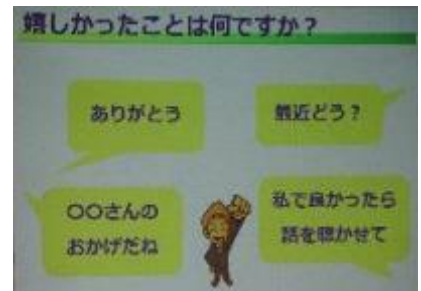 嬉しかったことは何ですか？
ありがとう
最近どう？
〇〇さんの
おかげだね
私で良かったら
話を聴かせて